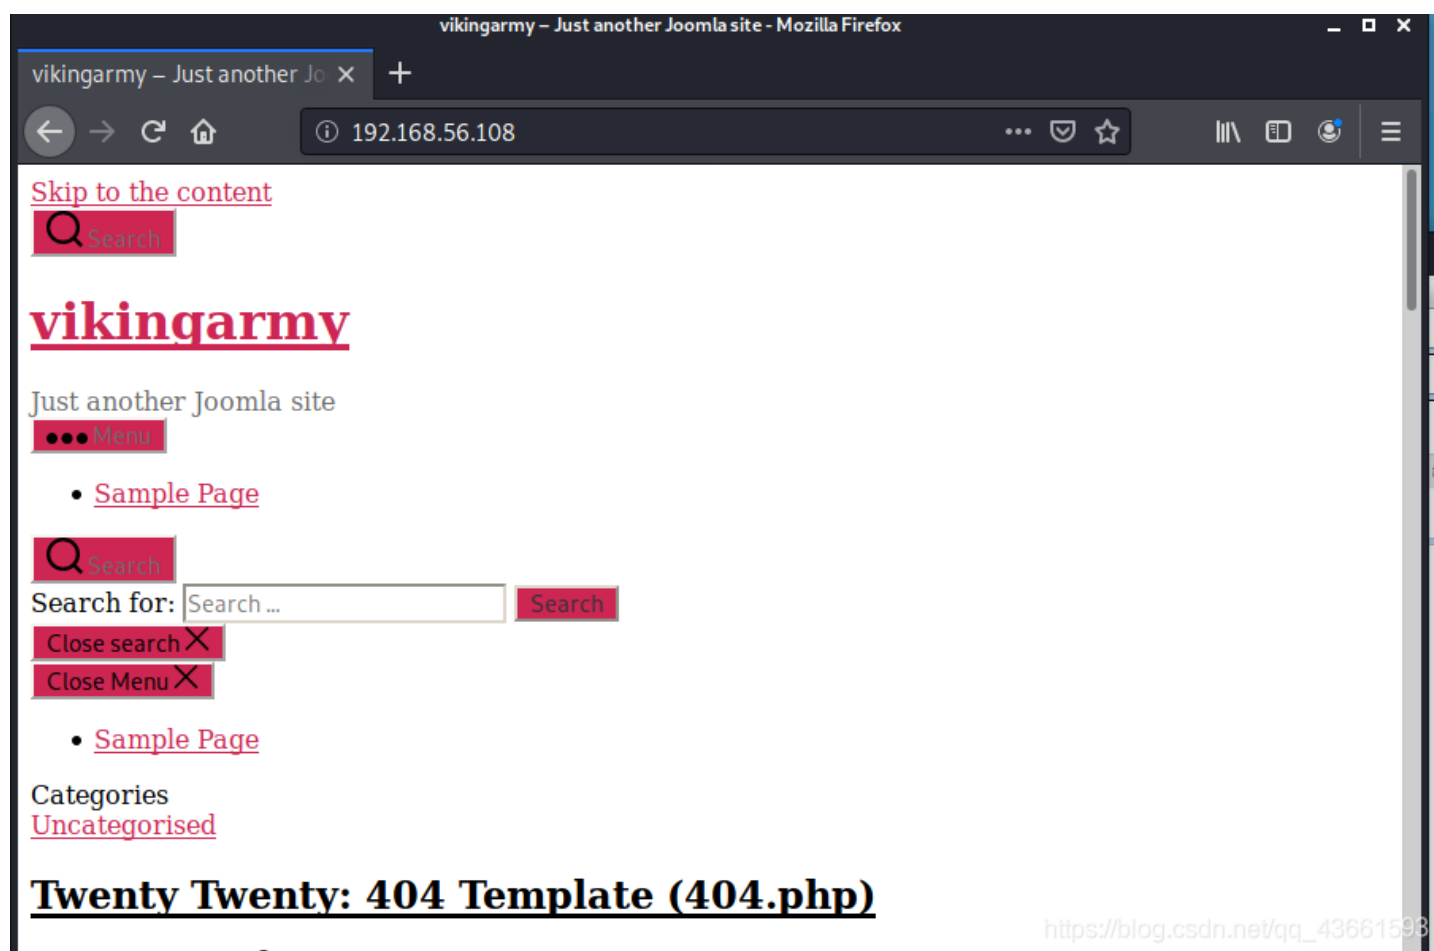 vikingarmy – Just another Joomla site - Mozilla Firefox
vikingarmy – Just another Jo
192.168.56.108
Skip to the content
Search
vikingarmy
Just another Joomla site
Menu
Sample Page
Search
Search for: Search ... Search
Close search
Close Menu
Sample Page
Categories
Uncategorised
Twenty Twenty: 404 Template (404.php)
https://blog.csdn.net/qq_43661593